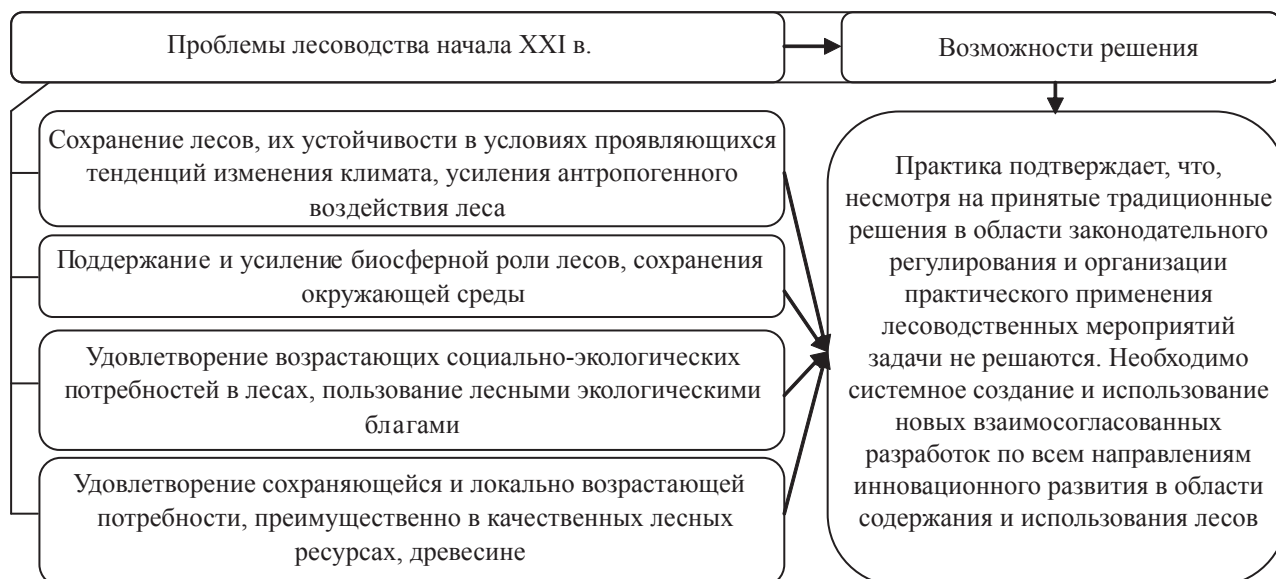 Проблемы лесоводства начала XXI в.
Возможности решения
Сохранение лесов, их устойчивости в условиях проявляющихся
тенденций изменения климата, усиления антропогенного
воздействия леса
Поддержание и усиление биосферной роли лесов, сохранения
окружающей среды
Удовлетворение возрастающих социально-экологических
потребностей в лесах, пользование лесными экологическими
благами
Удовлетворение сохраняющейся и локально возрастающей
потребности, преимущественно в качественных лесных
ресурсах, древесине
Практика подтверждает, что,
несмотря на принятые традиционные
решения в области законодательного
регулирования и организации
практического применения
лесоводственных мероприятий
задачи не решаются. Необходимо
системное создание и использование
новых взаимосогласованных
разработок по всем направлениям
инновационного развития в области
содержания и использования лесов